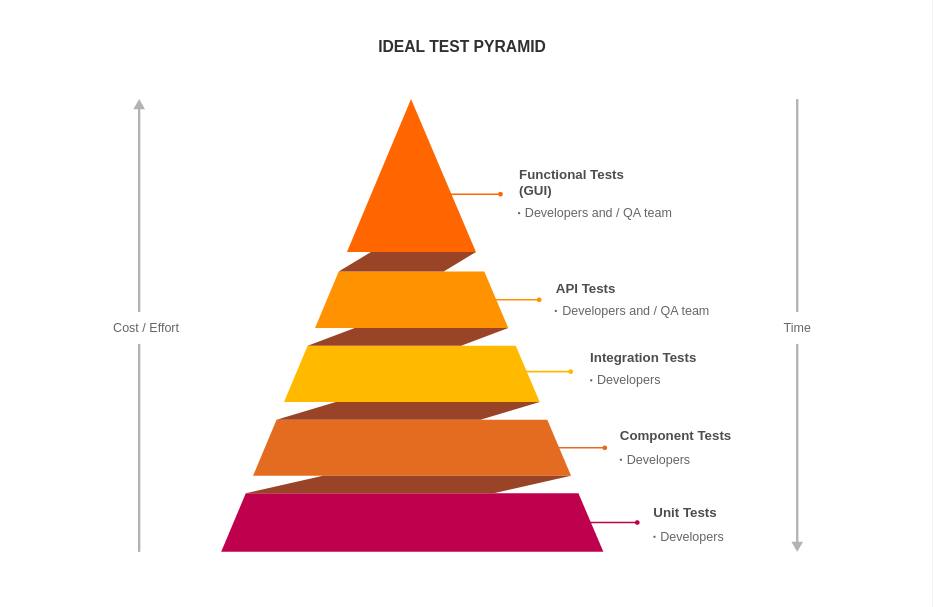 IDEAL TEST PYRAMID
Functional Tests
(GUI)
· Developers and / QA team
API Tests
· Developers and / QA team
Cost / Effort
Time
Integration Tests
· Developers
Component Tests
· Developers
Unit Tests
· Developers